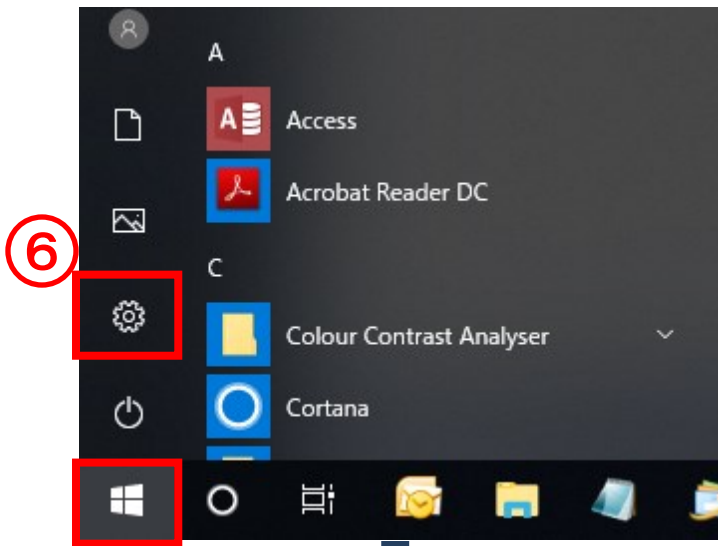 A
A
Access
Acrobat Reader DC
⑥
C
Colour Contrast Analyser
Cortana